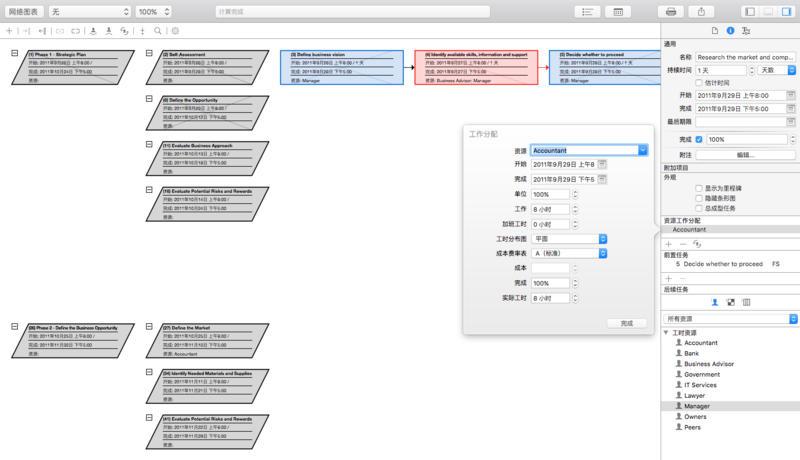 网络图表
无
100%
计算完成
(1) Phase 1 - Strategic Plan
开始: 2011年9月26日 上午8:00 /
完成: 2011年10月24日 下午5:00
资源:
(2) Self-Assessment
开始: 2011年9月26日 上午8:00 /
完成: 2011年9月28日 下午5:00
资源:
(3) Define business vision
开始: 2011年9月26日 上午8:00 / 1 天
完成: 2011年9月26日 下午5:00
资源: Manager
(4) Identify available skills, information and support
开始: 2011年9月27日 上午8:00 / 1 天
完成: 2011年9月27日 下午5:00
资源: Business Advisor; Manager
(5) Decide whether to proceed
开始: 2011年9月28日 上午8:00 / 1 天
完成: 2011年9月28日 下午5:00
资源: Manager
(6) Define the Opportunity
开始: 2011年9月29日 上午8:00 /
完成: 2011年10月12日 下午5:00
资源:
(11) Evaluate Business Approach
开始: 2011年10月13日 上午8:00 /
完成: 2011年10月18日 下午5:00
资源:
开始: 2011年10月14日 上午8:00 /
完成: 2011年10月24日 下午5:00
资源:
Phase 2 - Define the Business Opportunity
开始: 2011年10月25日 上午8:00 /
完成: 2011年11月30日 下午5:00
资源:
(27) Define the Market
开始: 2011年10月25日 上午8:00 /
完成: 2011年11月10日 下午5:00
资源: Accountant
(34) Identify Needed Materials and Supplies
开始: 2011年11月11日 上午8:00 /
完成: 2011年11月21日 下午5:00
资源:
(41) Evaluate Potential Risks and Rewards
开始: 2011年11月22日 上午8:00 /
完成: 2011年11月29日 下午5:00
资源:
工作分配
资源 Accountant
开始 2011年9月29日 上午8
完成 2011年9月29日 下午5
单位 100%
工作 8 小时
加班工时 0 小时
工时分布图 平面
成本费率表 A（标准）
成本
完成 100%
实际工时 8 小时
完成
通用
名称 Research the market and comp...
持续时间 1 天 天数
估计时间
开始 2011年9月29日 上午8:00
完成 2011年9月29日 下午5:00
最后期限
完成 100%
附注 编辑...
附加项目
外观
显示为里程碑
隐藏条形图
总成型任务
资源工作分配
Accountant
前置任务
5 Decide whether to proceed FS
后续任务
所有资源
工时资源
Accountant
Bank
Business Advisor
Government
IT Services
Lawyer
Manager
Owners
Peers